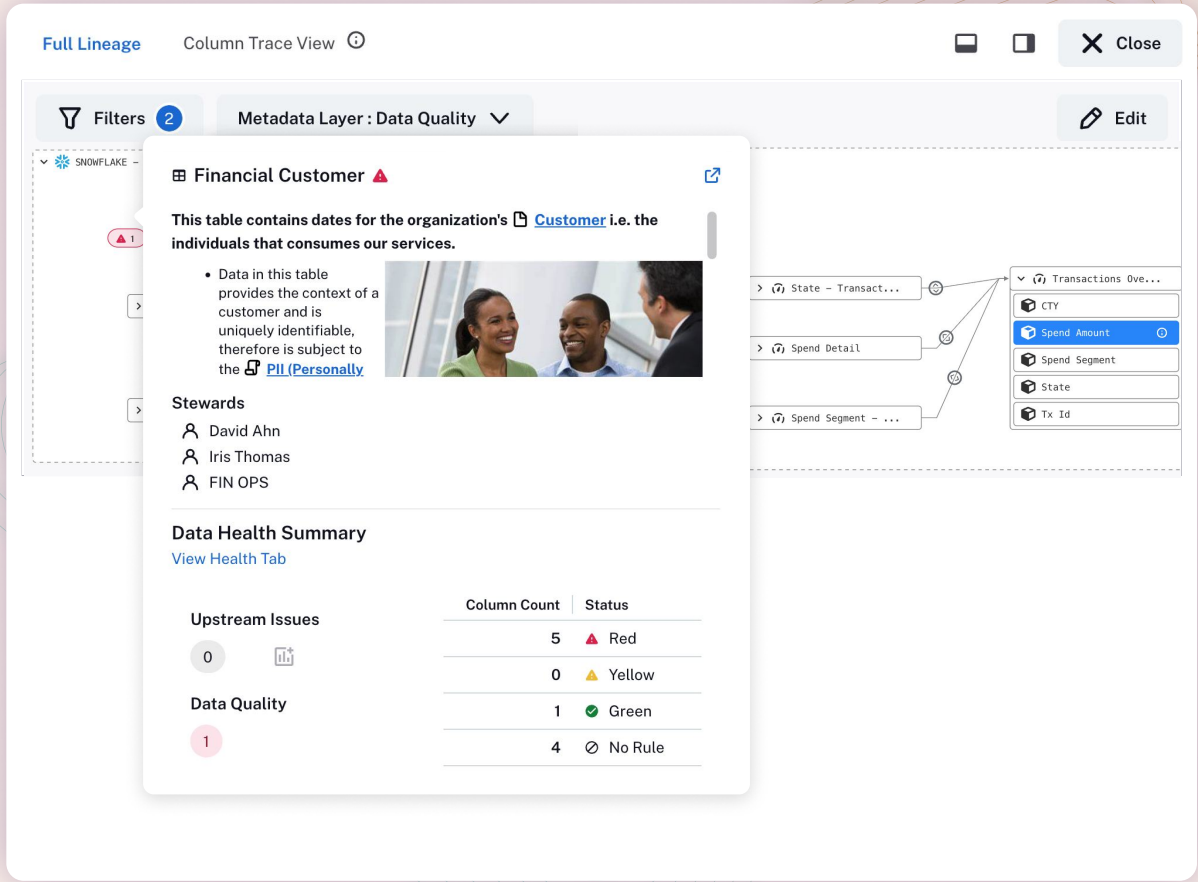 Full Lineage
Column Trace View
Close
Filters 2
Metadata Layer : Data Quality
Edit
SNOWFLAKE –
1
Financial Customer
This table contains dates for the organization's Customer i.e. the
individuals that consumes our services.
• Data in this table
provides the context of a
customer and is
uniquely identifiable,
therefore is subject to
the PII (Personally
Stewards
David Ahn
Iris Thomas
FIN OPS
Data Health Summary
View Health Tab
Upstream Issues
0
Data Quality
1
Column Count Status
5 Red
0 Yellow
1 Green
4 No Rule
State – Transact...
Spend Detail
Spend Segment – ...
Transactions Ove...
CTY
Spend Amount
Spend Segment
State
Tx Id